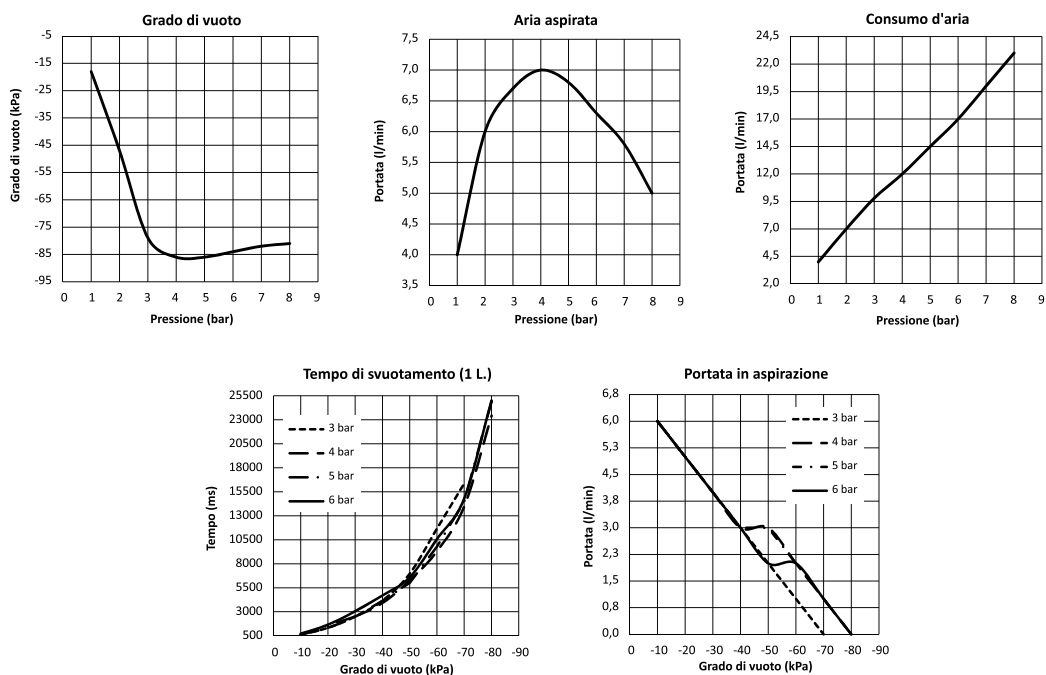 Grado di vuoto
-5
-15
-25
-35
-45
-55
-65
-75
-85
-95
Grado di vuoto (kPa)
0 1 2 3 4 5 6 7 8 9
Pressione (bar)
Aria aspirata
7,5
7,0
6,5
6,0
5,5
5,0
4,5
4,0
3,5
Portata (l/min)
0 1 2 3 4 5 6 7 8 9
Pressione (bar)
Consumo d'aria
24,5
22,0
19,5
17,0
14,5
12,0
9,5
7,0
4,5
2,0
Portata (l/min)
0 1 2 3 4 5 6 7 8 9
Pressione (bar)
Tempo di svuotamento (1 L.)
25500
23000
20500
18000
15500
13000
10500
8000
5500
3000
500
Tempo (ms)
3 bar
4 bar
5 bar
6 bar
0 -10 -20 -30 -40 -50 -60 -70 -80 -90
Grado di vuoto (kPa)
Portata in aspirazione
6,8
6,0
5,3
4,5
3,8
3,0
2,3
1,5
0,8
0,0
Portata (l/min)
3 bar
4 bar
5 bar
6 bar
0 -10 -20 -30 -40 -50 -60 -70 -80 -90
Grado di vuoto (kPa)